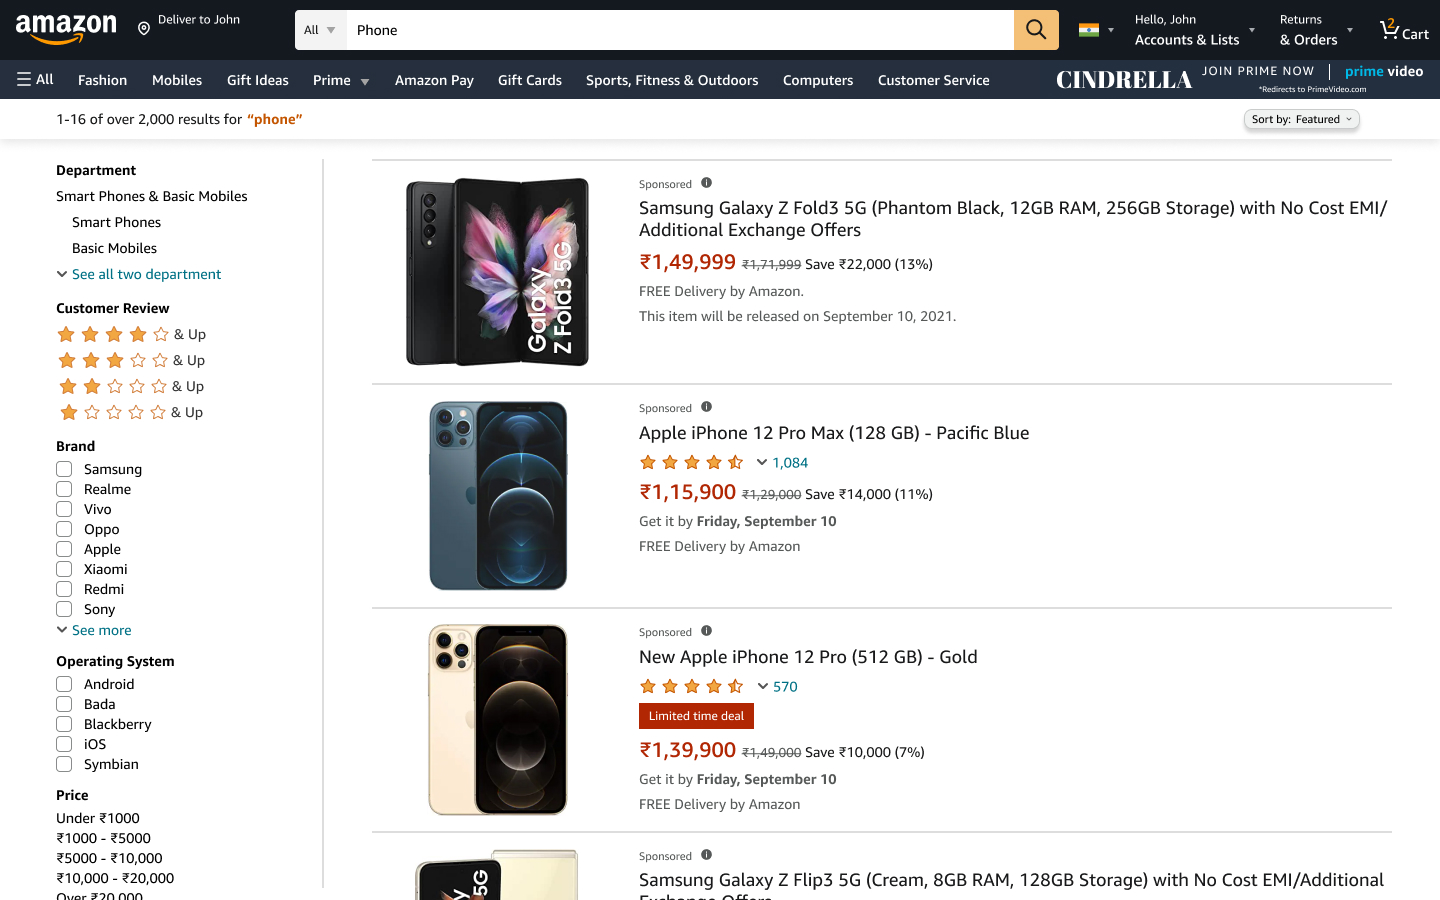 amazon
Deliver to John
All
Phone
Hello, John
Accounts & Lists
Returns
& Orders
2
Cart
All
Fashion
Mobiles
Gift Ideas
Prime
Amazon Pay
Gift Cards
Sports, Fitness & Outdoors
Computers
Customer Service
CINDRELLA
JOIN PRIME NOW
prime video
*Redirects to PrimeVideo.com
1-16 of over 2,000 results for “phone”
Sort by: Featured
Department
Smart Phones & Basic Mobiles
Smart Phones
Basic Mobiles
See all two department
Customer Review
& Up
& Up
& Up
& Up
Brand
Samsung
Realme
Vivo
Oppo
Apple
Xiaomi
Redmi
Sony
See more
Operating System
Android
Bada
Blackberry
iOS
Symbian
Price
Under ₹1000
₹1000 - ₹5000
₹5000 - ₹10,000
₹10,000 - ₹20,000
Over ₹20,000
Galaxy
Z Fold3 5G
Sponsored
Samsung Galaxy Z Fold3 5G (Phantom Black, 12GB RAM, 256GB Storage) with No Cost EMI/
Additional Exchange Offers
₹1,49,999 ₹1,71,999 Save ₹22,000 (13%)
FREE Delivery by Amazon.
This item will be released on September 10, 2021.
Sponsored
Apple iPhone 12 Pro Max (128 GB) - Pacific Blue
1,084
₹1,15,900 ₹1,29,000 Save ₹14,000 (11%)
Get it by Friday, September 10
FREE Delivery by Amazon
Sponsored
New Apple iPhone 12 Pro (512 GB) - Gold
570
Limited time deal
₹1,39,900 ₹1,49,000 Save ₹10,000 (7%)
Get it by Friday, September 10
FREE Delivery by Amazon
5G
Sponsored
Samsung Galaxy Z Flip3 5G (Cream, 8GB RAM, 128GB Storage) with No Cost EMI/Additional
Exchange Offers